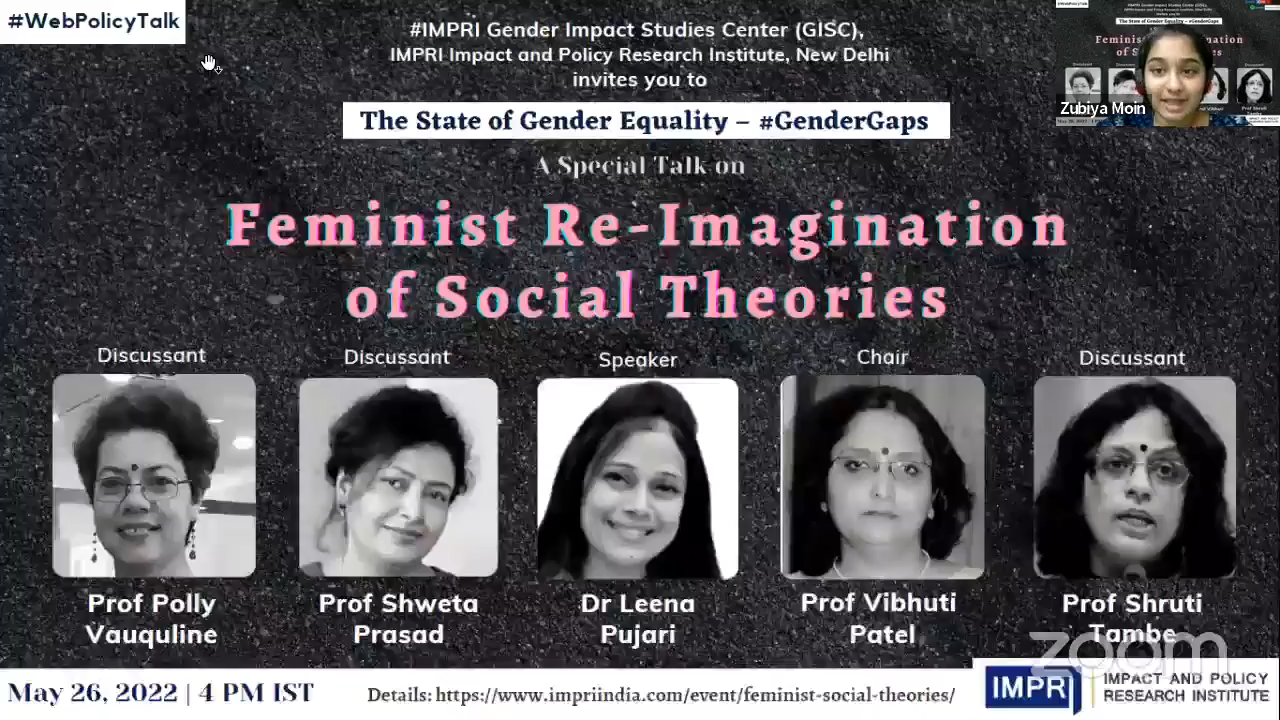 #WebPolicyTalk
#IMPRI Gender Impact Studies Center (GISC),
IMPRI Impact and Policy Research Institute, New Delhi
invites you to
The State of Gender Equality – #GenderGaps
A Special Talk on
Feminist Re-Imagination
of Social Theories
Zubiya Moin
Discussant
Discussant
Speaker
Chair
Discussant
Prof Polly
Vauquline
Prof Shweta
Prasad
Dr Leena
Pujari
Prof Vibhuti
Patel
Prof Shruti
Tambe
zoom
May 26, 2022 | 4 PM IST
Details: https://www.impriindia.com/event/feminist-social-theories/
IMPRI
IMPACT AND POLICY
RESEARCH INSTITUTE